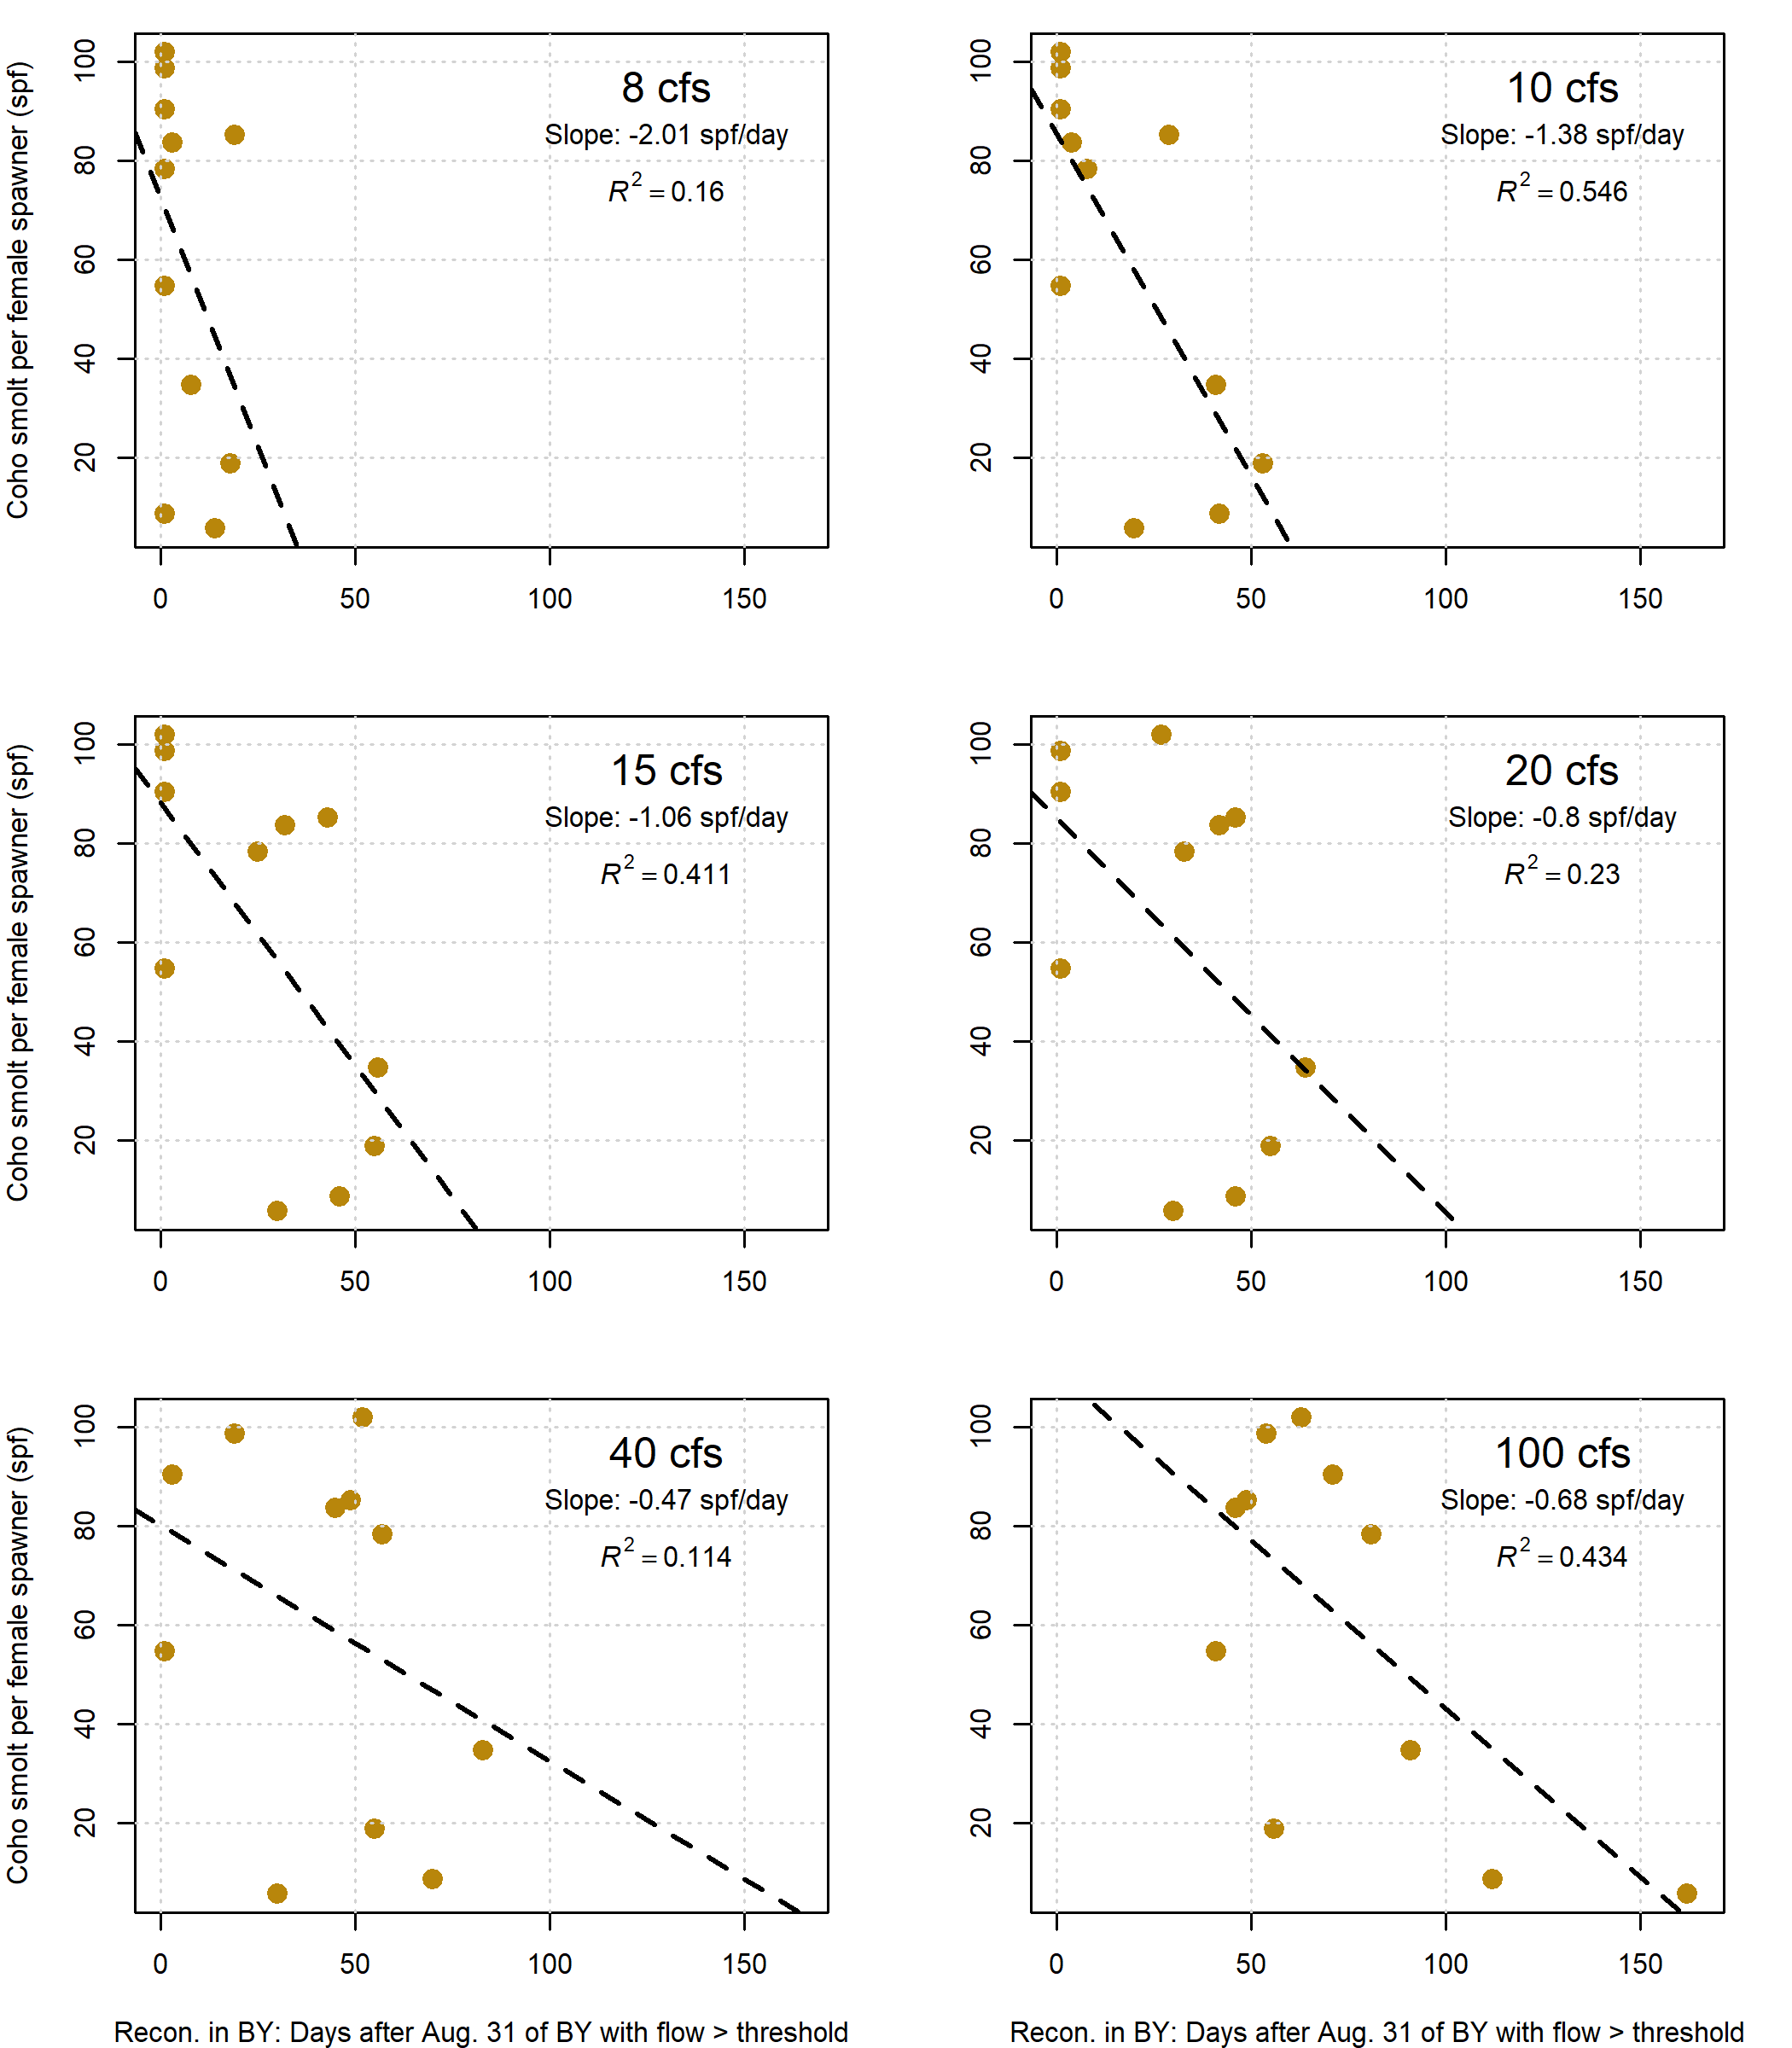 Coho smolt per female spawner (spf)
100
80
60
40
20
8 cfs
Slope: -2.01 spf/day
R² = 0.16
0 50 100 150
100
80
60
40
20
10 cfs
Slope: -1.38 spf/day
R² = 0.546
0 50 100 150
Coho smolt per female spawner (spf)
100
80
60
40
20
15 cfs
Slope: -1.06 spf/day
R² = 0.411
0 50 100 150
100
80
60
40
20
20 cfs
Slope: -0.8 spf/day
R² = 0.23
0 50 100 150
Coho smolt per female spawner (spf)
100
80
60
40
20
40 cfs
Slope: -0.47 spf/day
R² = 0.114
0 50 100 150
Recon. in BY: Days after Aug. 31 of BY with flow > threshold
100
80
60
40
20
100 cfs
Slope: -0.68 spf/day
R² = 0.434
0 50 100 150
Recon. in BY: Days after Aug. 31 of BY with flow > threshold